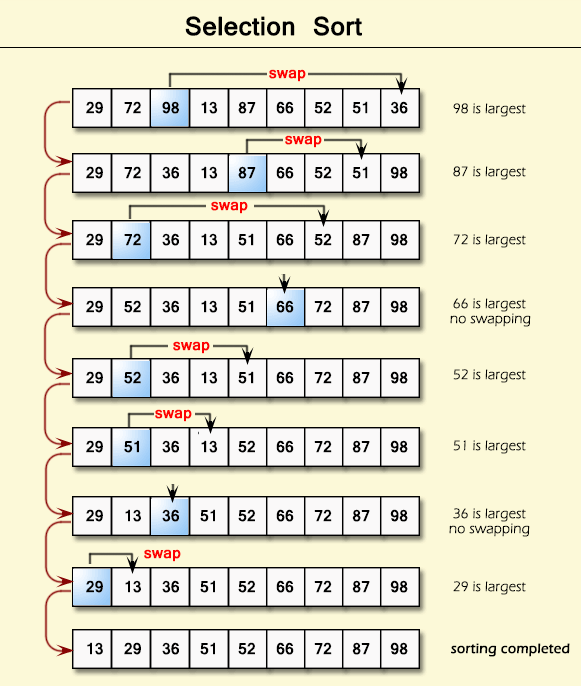 Selection Sort
swap
29 72 98 13 87 66 52 51 36 98 is largest
swap
29 72 36 13 87 66 52 51 98 87 is largest
swap
29 72 36 13 51 66 52 87 98 72 is largest
29 52 36 13 51 66 72 87 98 66 is largest
no swapping
swap
29 52 36 13 51 66 72 87 98 52 is largest
swap
29 51 36 13 52 66 72 87 98 51 is largest
29 13 36 51 52 66 72 87 98 36 is largest
no swapping
swap
29 13 36 51 52 66 72 87 98 29 is largest
13 29 36 51 52 66 72 87 98 sorting completed